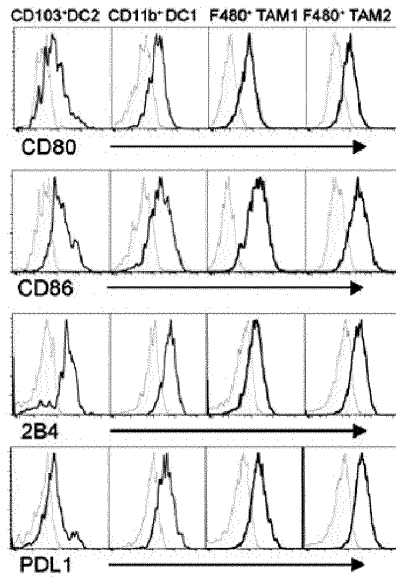 CD103⁺DC2 CD11b⁺ DC1 F480⁺ TAM1 F480⁺ TAM2
CD80
CD86
2B4
PDL1